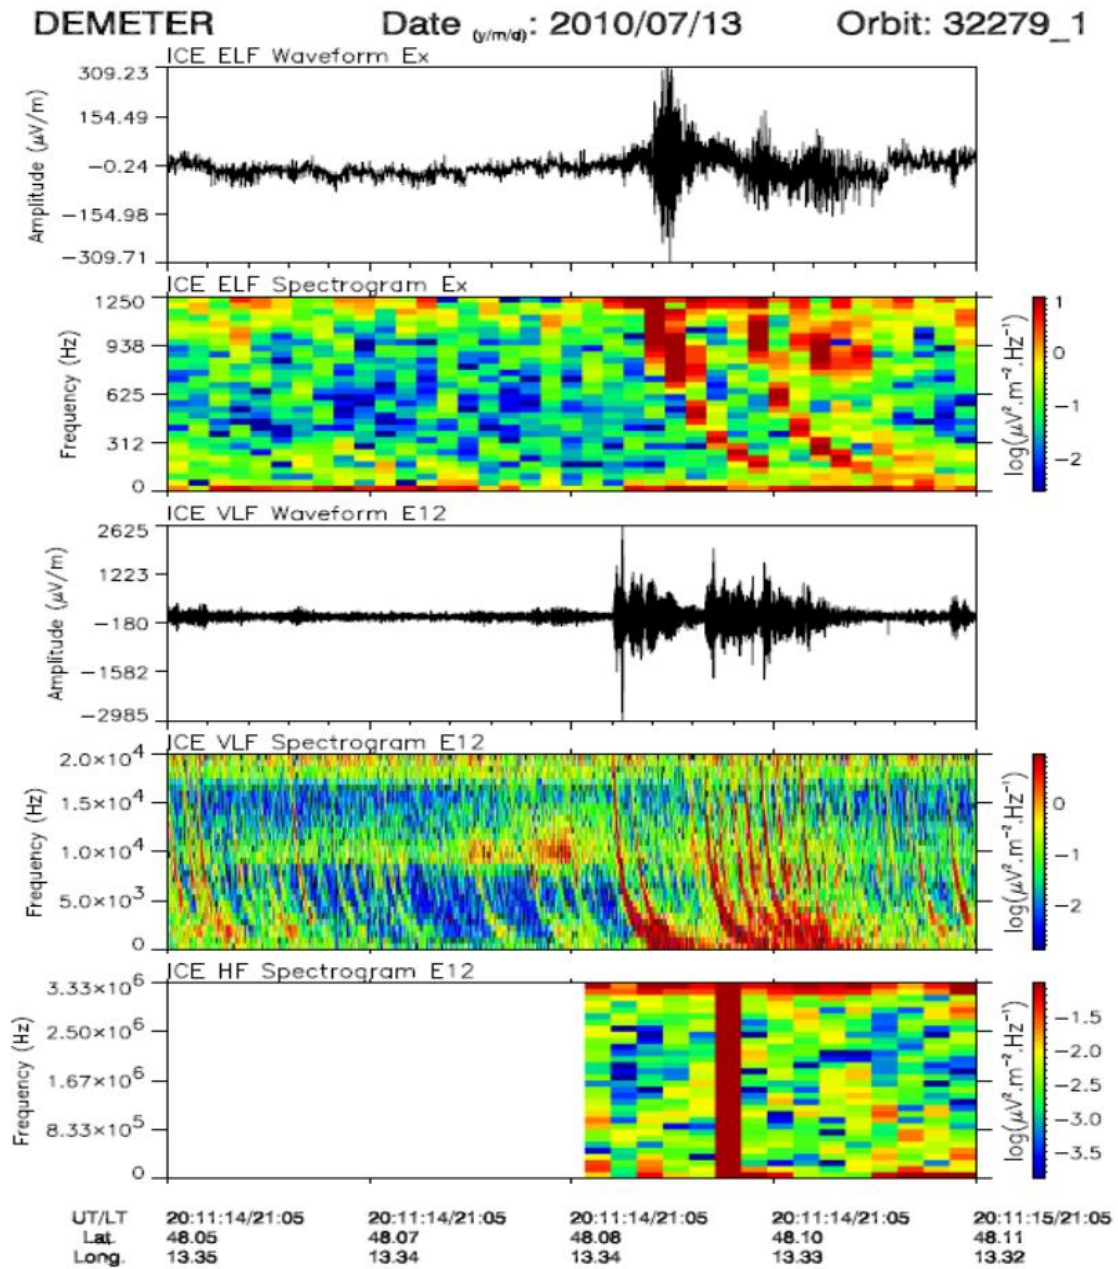 DEMETER Date (y/m/d): 2010/07/13 Orbit: 32279_1
ICE ELF Waveform Ex
Amplitude (µV/m)
309.23
154.49
−0.24
−154.98
−309.71
ICE ELF Spectrogram Ex
Frequency (Hz)
1250
938
625
312
0
1
0
−1
−2
log(µV².m⁻².Hz⁻¹)
ICE VLF Waveform E12
Amplitude (µV/m)
2625
1223
−180
−1582
−2985
ICE VLF Spectrogram E12
Frequency (Hz)
2.0×10⁴
1.5×10⁴
1.0×10⁴
5.0×10³
0
0
−1
−2
log(µV².m⁻².Hz⁻¹)
ICE HF Spectrogram E12
Frequency (Hz)
3.33×10⁶
2.50×10⁶
1.67×10⁶
8.33×10⁵
0
−1.5
−2.0
−2.5
−3.0
−3.5
log(µV².m⁻².Hz⁻¹)
UT/LT 20:11:14/21:05 20:11:14/21:05 20:11:14/21:05 20:11:14/21:05 20:11:15/21:05
Lat. 48.05 48.07 48.08 48.10 48.11
Long. 13.35 13.34 13.34 13.33 13.32